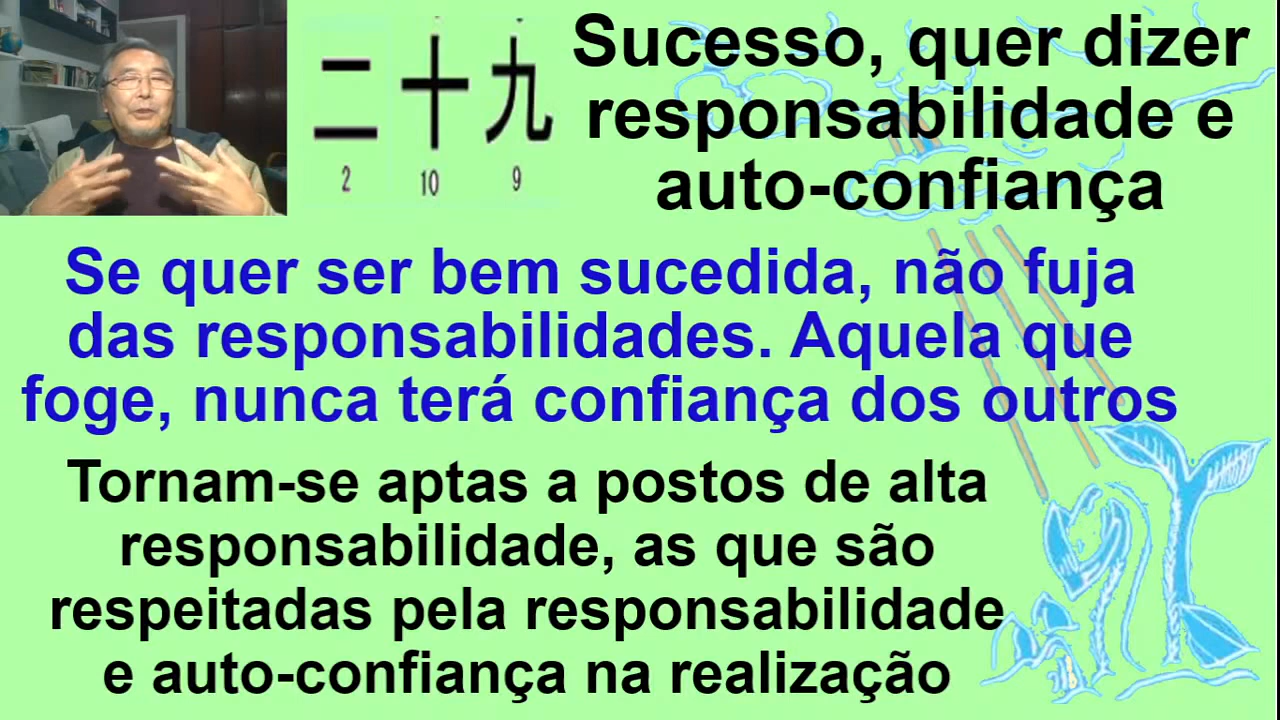 二十九
2 10 9
Sucesso, quer dizer
responsabilidade e
auto-confiança
Se quer ser bem sucedida, não fuja
das responsabilidades. Aquela que
foge, nunca terá confiança dos outros
Tornam-se aptas a postos de alta
responsabilidade, as que são
respeitadas pela responsabilidade
e auto-confiança na realização